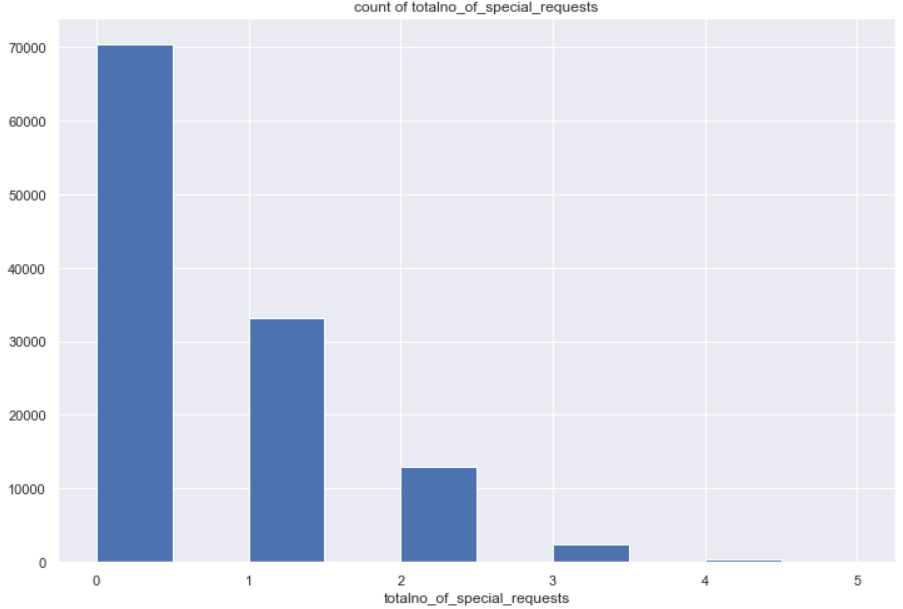 count of totalno_of_special_requests
70000
60000
50000
40000
30000
20000
10000
0
0 1 2 3 4 5
totalno_of_special_requests